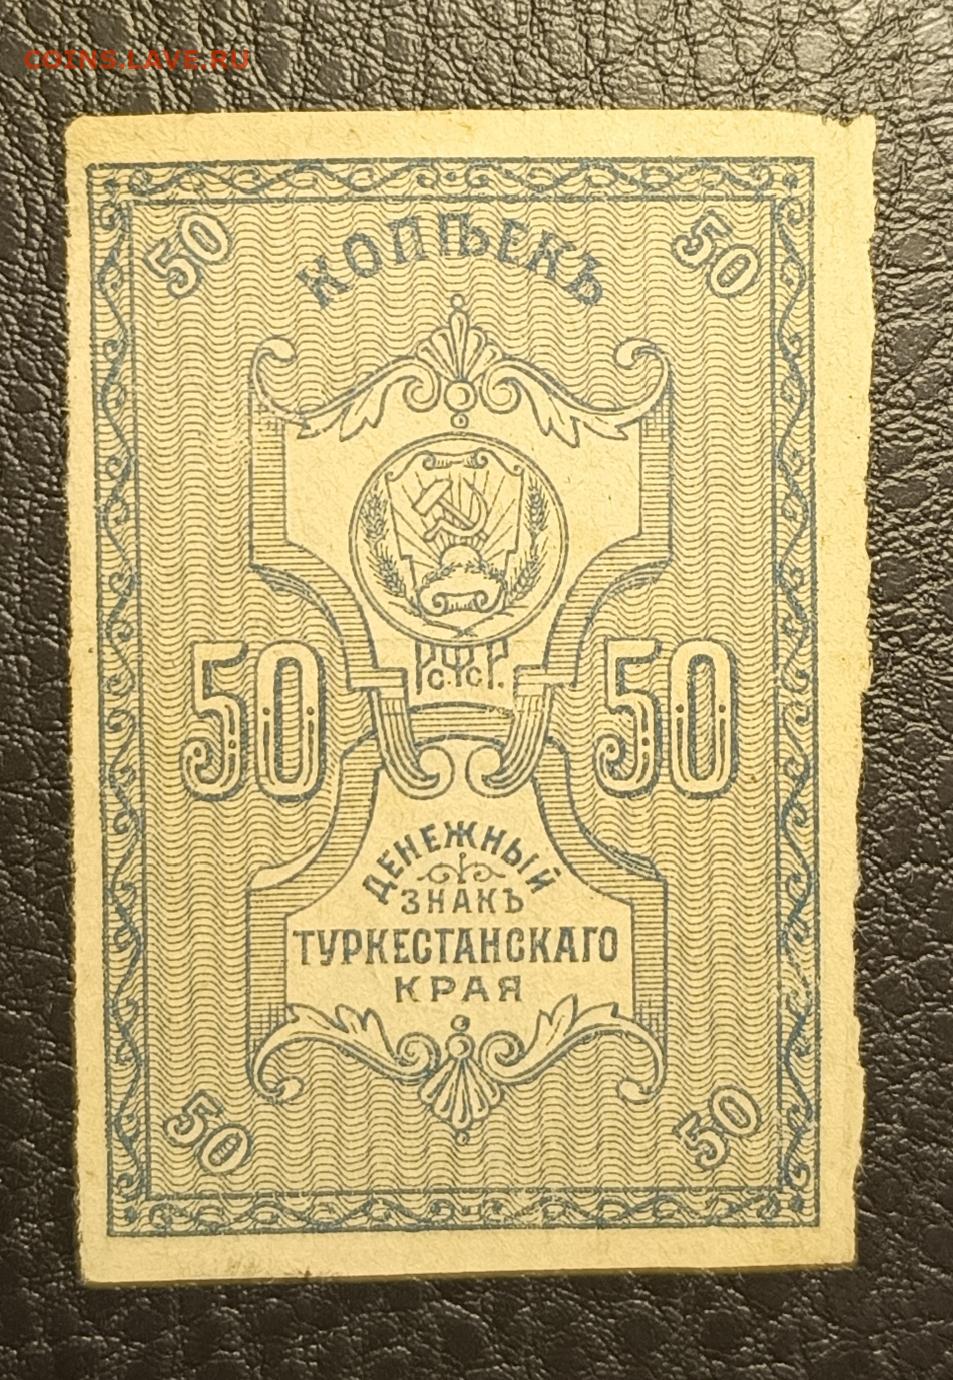 COINS.LAVE.RU
50 50
КОПѢЕКЪ
Р.С.Ф.С.Р.
50 50
ДЕНЕЖНЫЙ
ЗНАКЪ
ТУРКЕСТАНСКАГО
КРАЯ
50 50